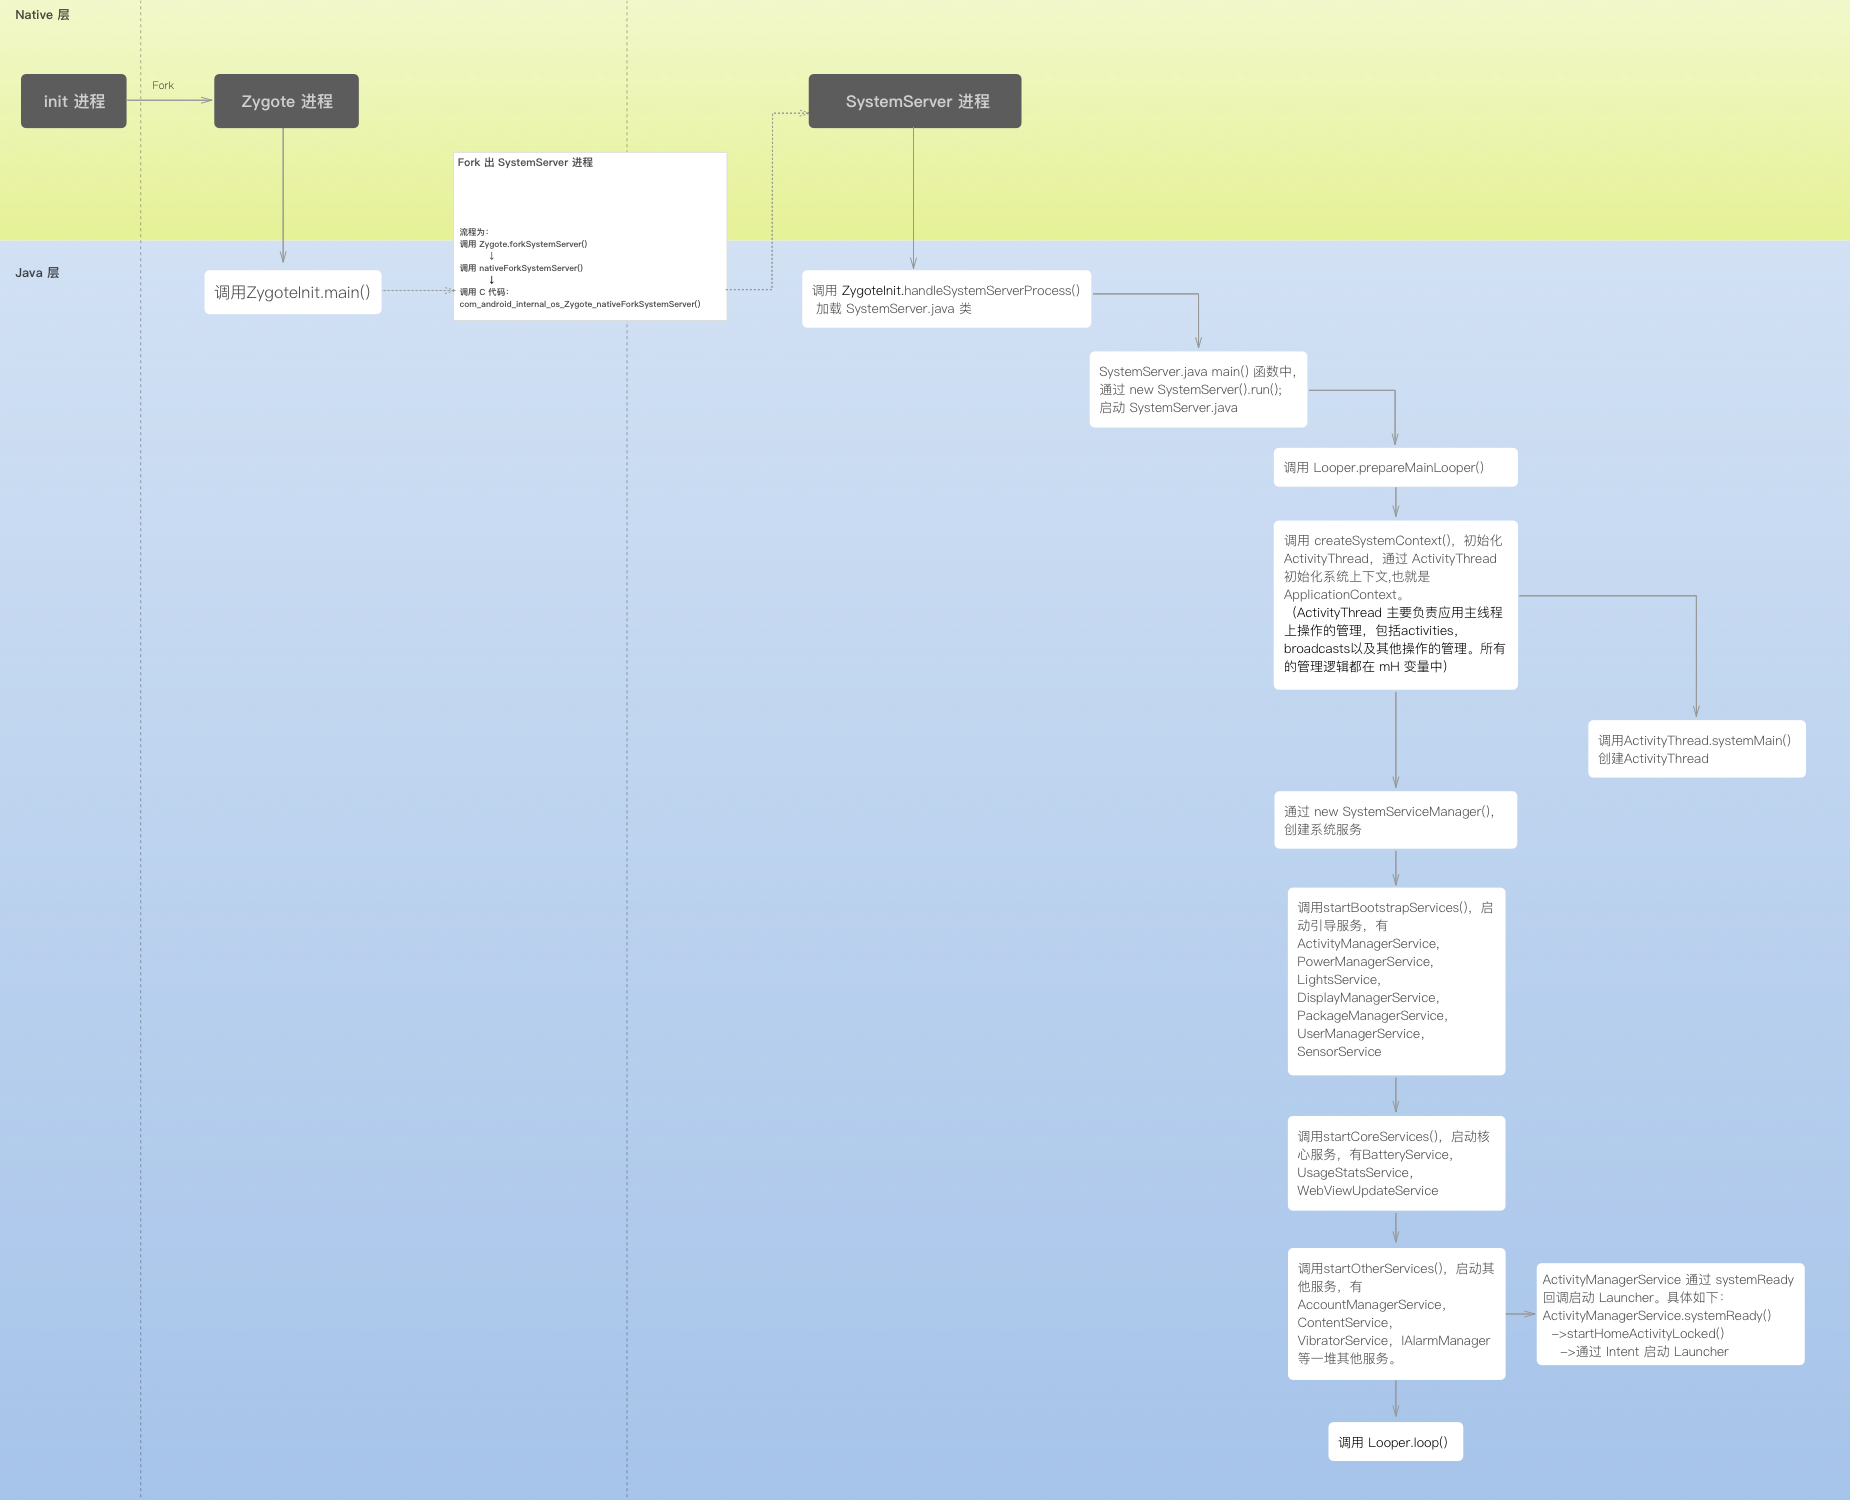 Native 层
Fork
init 进程
Zygote 进程
SystemServer 进程
Fork 出 SystemServer 进程
流程为：
调用 Zygote.forkSystemServer()
↓
调用 nativeForkSystemServer()
↓
调用 C 代码：
com_android_internal_os_Zygote_nativeForkSystemServer()
Java 层
调用ZygoteInit.main()
调用 ZygoteInit.handleSystemServerProcess()
加载 SystemServer.java 类
SystemServer.java main() 函数中，
通过 new SystemServer().run();
启动 SystemServer.java
调用 Looper.prepareMainLooper()
调用 createSystemContext()，初始化
ActivityThread，通过 ActivityThread
初始化系统上下文,也就是
ApplicationContext。
（ActivityThread 主要负责应用主线程
上操作的管理，包括activities，
broadcasts以及其他操作的管理。所有
的管理逻辑都在 mH 变量中）
调用ActivityThread.systemMain()
创建ActivityThread
通过 new SystemServiceManager()，
创建系统服务
调用startBootstrapServices()，启
动引导服务，有
ActivityManagerService，
PowerManagerService，
LightsService，
DisplayManagerService，
PackageManagerService，
UserManagerService，
SensorService
调用startCoreServices()，启动核
心服务，有BatteryService，
UsageStatsService，
WebViewUpdateService
调用startOtherServices()，启动其
他服务，有
AccountManagerService，
ContentService，
VibratorService，IAlarmManager
等一堆其他服务。
ActivityManagerService 通过 systemReady
回调启动 Launcher。具体如下：
ActivityManagerService.systemReady()
–>startHomeActivityLocked()
–>通过 Intent 启动 Launcher
调用 Looper.loop()